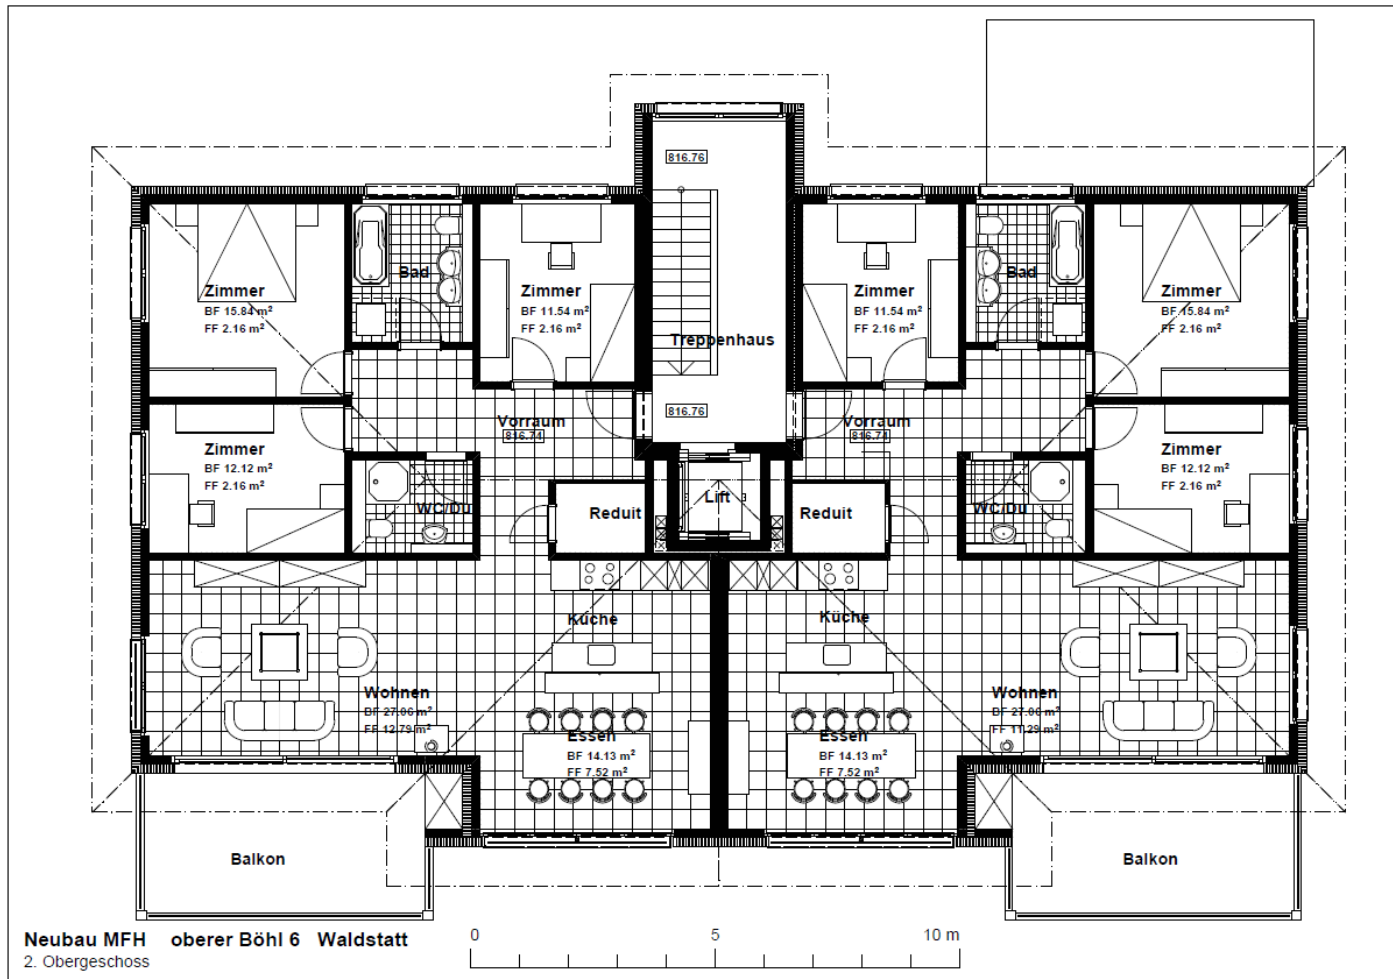 816.76
Bad
Bad
Zimmer
BF 15.84 m²
FF 2.16 m²
Zimmer
BF 11.54 m²
FF 2.16 m²
Zimmer
BF 11.54 m²
FF 2.16 m²
Zimmer
BF 15.84 m²
FF 2.16 m²
Treppenhaus
816.76
Vorraum
816.74
Vorraum
816.74
Zimmer
BF 12.12 m²
FF 2.16 m²
Zimmer
BF 12.12 m²
FF 2.16 m²
WC/Du
Reduit
Lift
Reduit
WC/Du
Küche
Küche
Wohnen
BF 27.06 m²
FF 12.79 m²
Wohnen
BF 27.06 m²
FF 11.29 m²
Essen
BF 14.13 m²
FF 7.52 m²
Essen
BF 14.13 m²
FF 7.52 m²
Balkon
Balkon
Neubau MFH oberer Böhl 6 Waldstatt
2. Obergeschoss
0 5 10 m